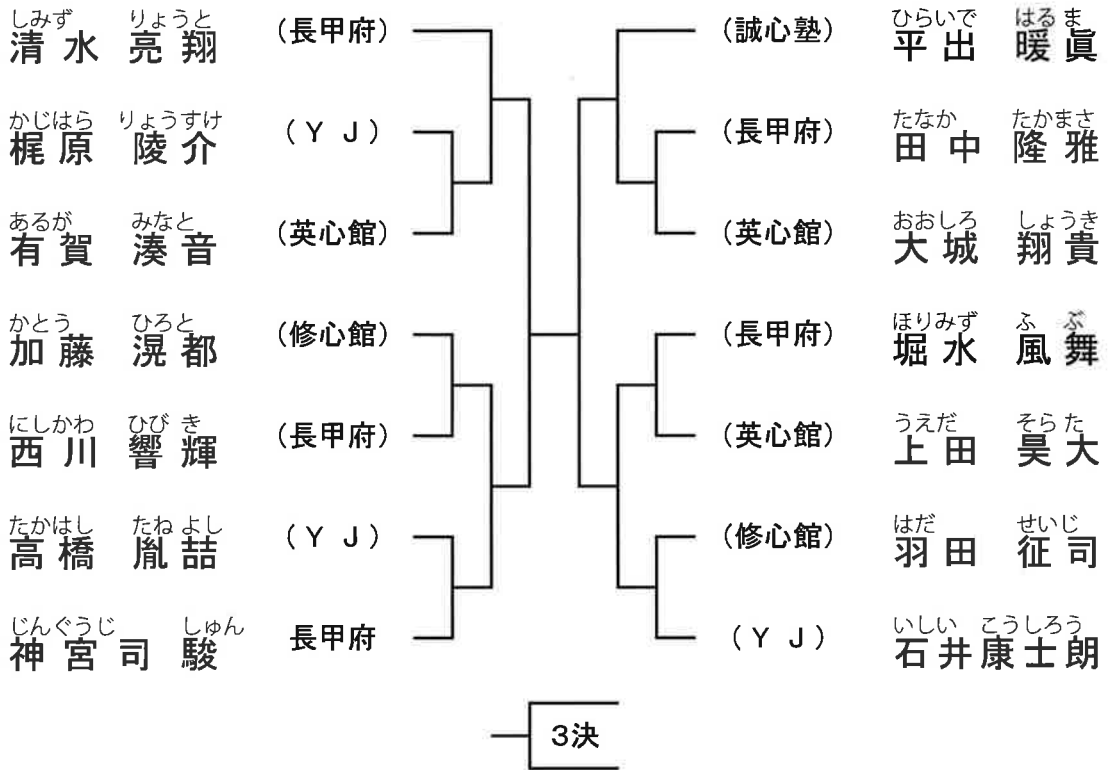 しみず りょうと
清水 亮翔 (長甲府)
かじはら りょうすけ
梶原 陵介 (YJ)
あるが みなと
有賀 湊音 (英心館)
かとう ひろと
加藤 滉都 (修心館)
にしかわ ひびき
西川 響輝 (長甲府)
たかはし たねよし
高橋 胤喆 (YJ)
じんぐうじ しゅん
神宮司 駿 長甲府
ひらいで はるま
(誠心塾) 平出 暖眞
たなか たかまさ
(長甲府) 田中 隆雅
おおしろ しょうき
(英心館) 大城 翔貴
ほりみず ふぶ
(長甲府) 堀水 風舞
うえだ そらた
(英心館) 上田 昊大
はだ せいじ
(修心館) 羽田 征司
いしい こうしろう
(YJ) 石井康士朗
3決